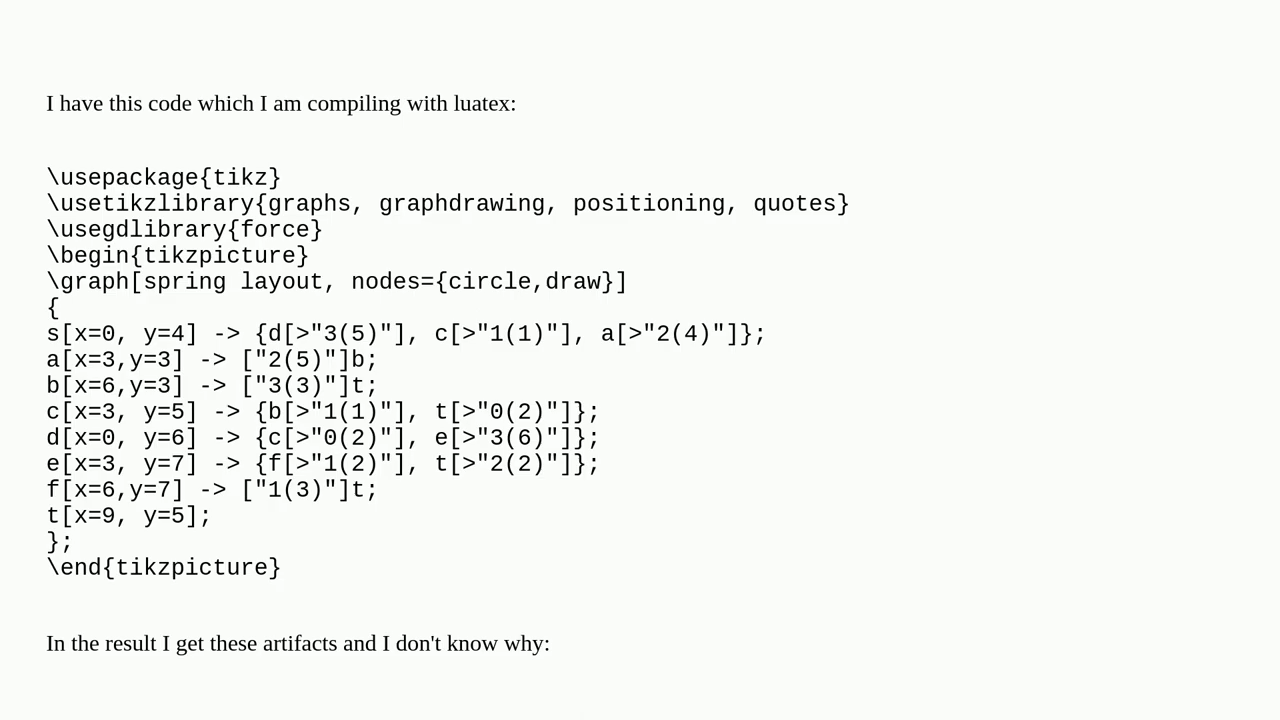 I have this code which I am compiling with luatex:
\usepackage{tikz}
\usetikzlibrary{graphs, graphdrawing, positioning, quotes}
\usegdlibrary{force}
\begin{tikzpicture}
\graph[spring layout, nodes={circle,draw}]
{
s[x=0, y=4] -> {d[>"3(5)"], c[>"1(1)"], a[>"2(4)"]};
a[x=3,y=3] -> ["2(5)"]b;
b[x=6,y=3] -> ["3(3)"]t;
c[x=3, y=5] -> {b[>"1(1)"], t[>"0(2)"]};
d[x=0, y=6] -> {c[>"0(2)"], e[>"3(6)"]};
e[x=3, y=7] -> {f[>"1(2)"], t[>"2(2)"]};
f[x=6,y=7] -> ["1(3)"]t;
t[x=9, y=5];
};
\end{tikzpicture}
In the result I get these artifacts and I don't know why: